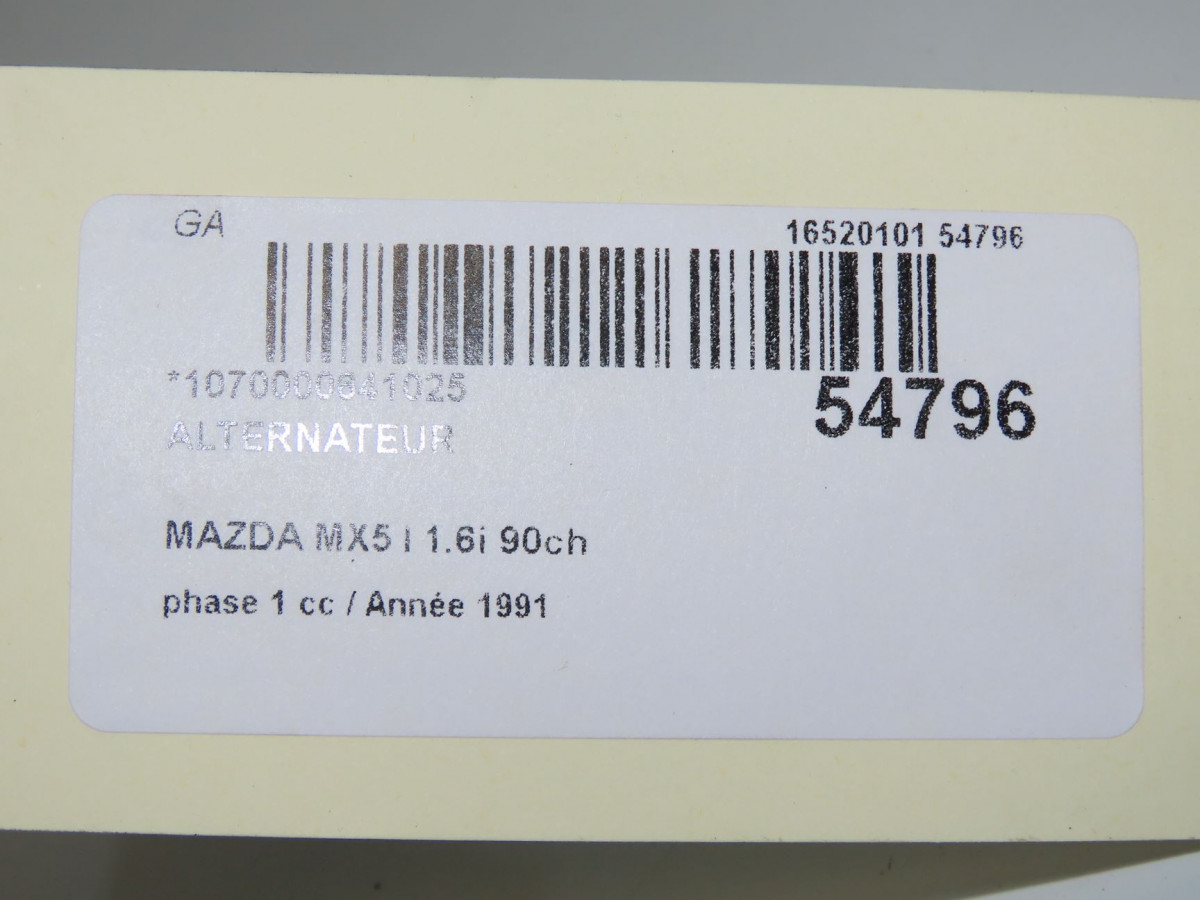 GA
16520101 54796
*1070000641025
54796
ALTERNATEUR
MAZDA MX5 I 1.6i 90ch
phase 1 cc / Année 1991